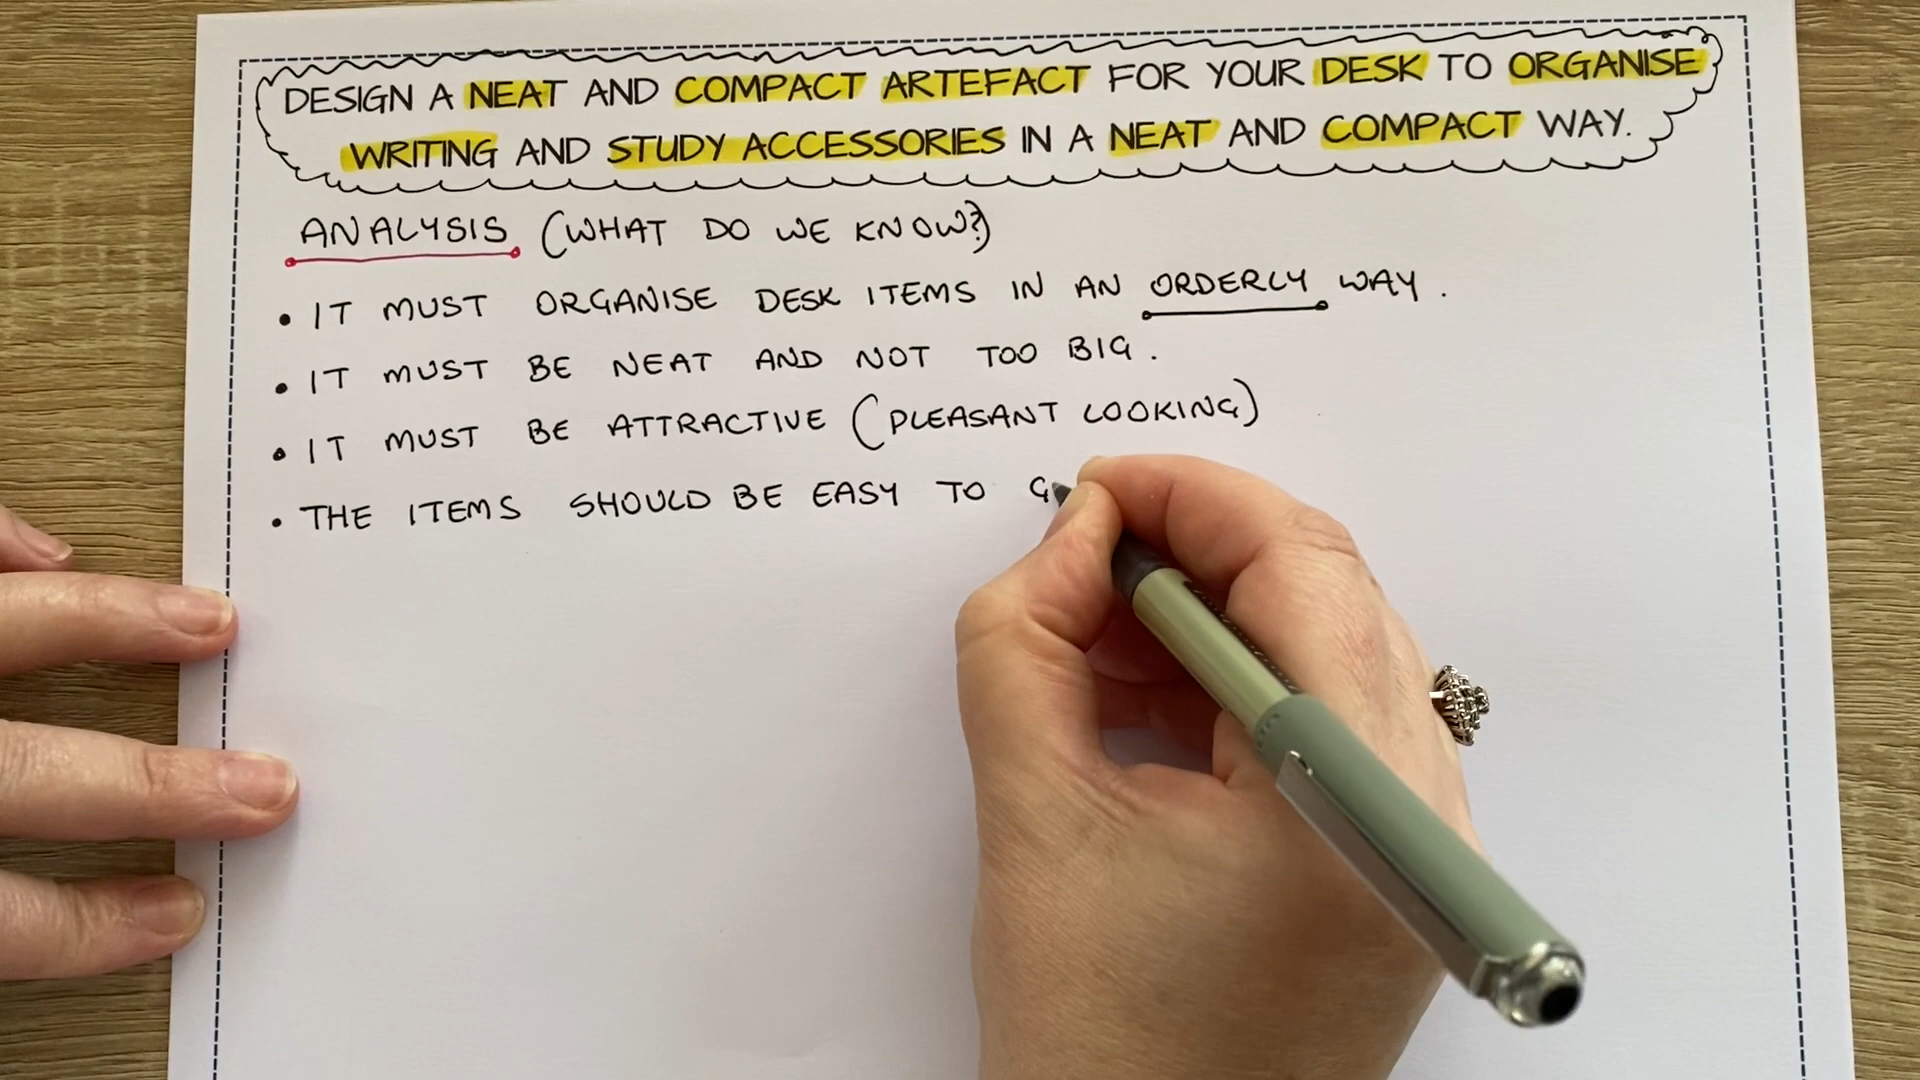 DESIGN A NEAT AND COMPACT ARTEFACT FOR YOUR DESK TO ORGANISE
WRITING AND STUDY ACCESSORIES IN A NEAT AND COMPACT WAY.
ANALYSIS (WHAT DO WE KNOW?)
• IT MUST ORGANISE DESK ITEMS IN AN ORDERLY WAY.
• IT MUST BE NEAT AND NOT TOO BIG.
• IT MUST BE ATTRACTIVE (PLEASANT LOOKING)
• THE ITEMS SHOULD BE EASY TO G